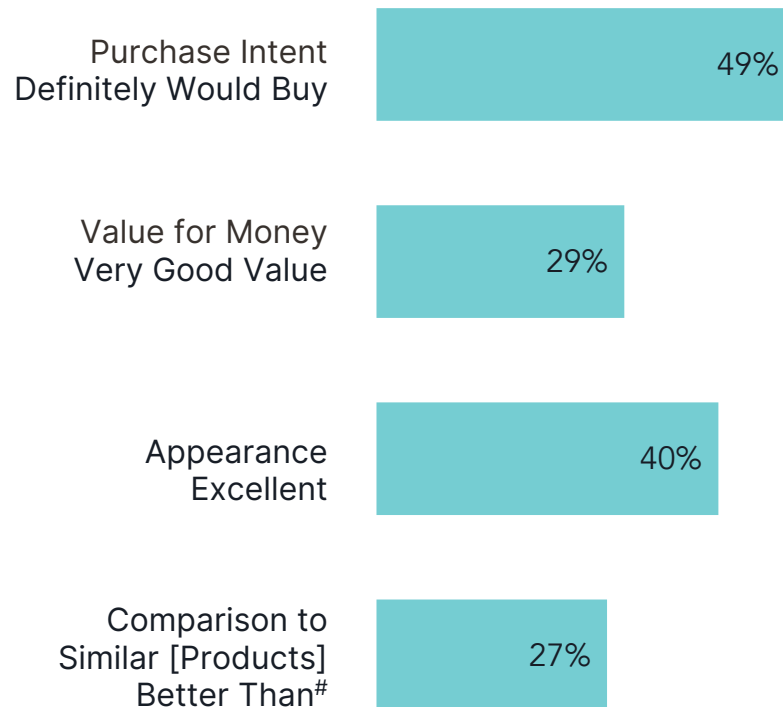 Purchase Intent
Definitely Would Buy
49%
Value for Money
Very Good Value
29%
Appearance
Excellent
40%
Comparison to
Similar [Products]
Better Than#
27%